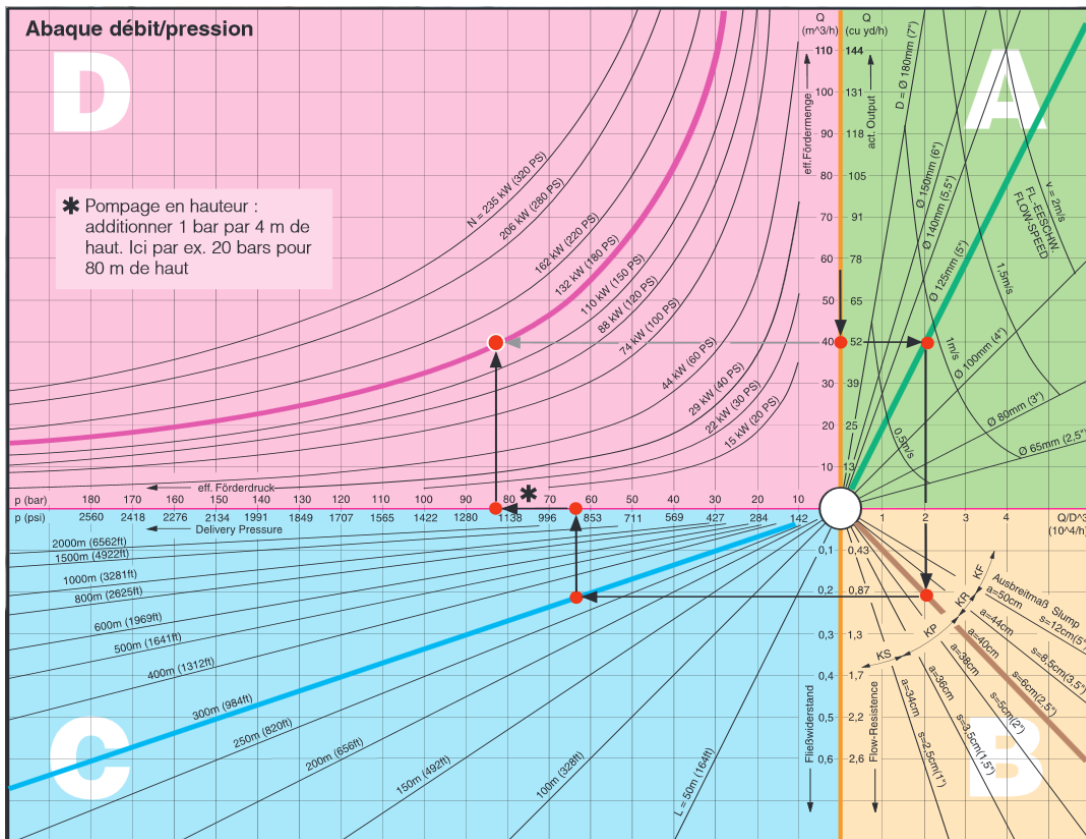 Abaque débit/pression
D
Q
(m^3/h)
Q
(cu yd/h)
A
✱ Pompage en hauteur :
additionner 1 bar par 4 m de
haut. Ici par ex. 20 bars pour
80 m de haut
N = 235 kW (320 PS)
206 kW (280 PS)
162 kW (220 PS)
132 kW (180 PS)
110 kW (150 PS)
88 kW (120 PS)
74 kW (100 PS)
44 kW (60 PS)
29 kW (40 PS)
22 kW (30 PS)
15 kW (20 PS)
eff.Fördermenge
act. Output
110 144
100 131
90 118
80 105
70 91
60 78
50 65
40 52
30 39
20 25
10 13
D = Ø 180mm (7")
Ø 150mm (6")
Ø 140mm (5,5")
Ø 125mm (5")
Ø 100mm (4")
Ø 80mm (3")
Ø 65mm (2,5")
v = 2m/s
FL.-EESCHW.
FLOW-SPEED
1,5m/s
1m/s
0,5m/s
eff. Förderdruck
✱
p (bar) 180 170 160 150 140 130 120 110 100 90 80 70 60 50 40 30 20 10
p (psi) 2560 2418 2276 2134 1991 1849 1707 1565 1422 1280 1138 996 853 711 569 427 284 142
Delivery Pressure
1 2 3 4 Q/D^3
(10^4/h)
2000m (6562ft)
1500m (4922ft)
1000m (3281ft)
800m (2625ft)
600m (1969ft)
500m (1641ft)
400m (1312ft)
300m (984ft)
250m (820ft)
200m (656ft)
150m (492ft)
100m (328ft)
L = 50m (164ft)
C
0,1 0,43
0,2 0,87
0,3 1,3
0,4 1,7
0,5 2,2
0,6 2,6
Fließwiderstand
Flow-Resistence
KF
KR
KP
KS
Ausbreitmaß Slump
a=50cm
a=44cm
a=40cm
a=38cm
a=36cm
a=34cm
s=12cm(5")
s=8.5cm(3.5")
s=6cm(2,5")
s=5cm(2")
s=3,5cm(1,5")
s=2.5cm(1")
B